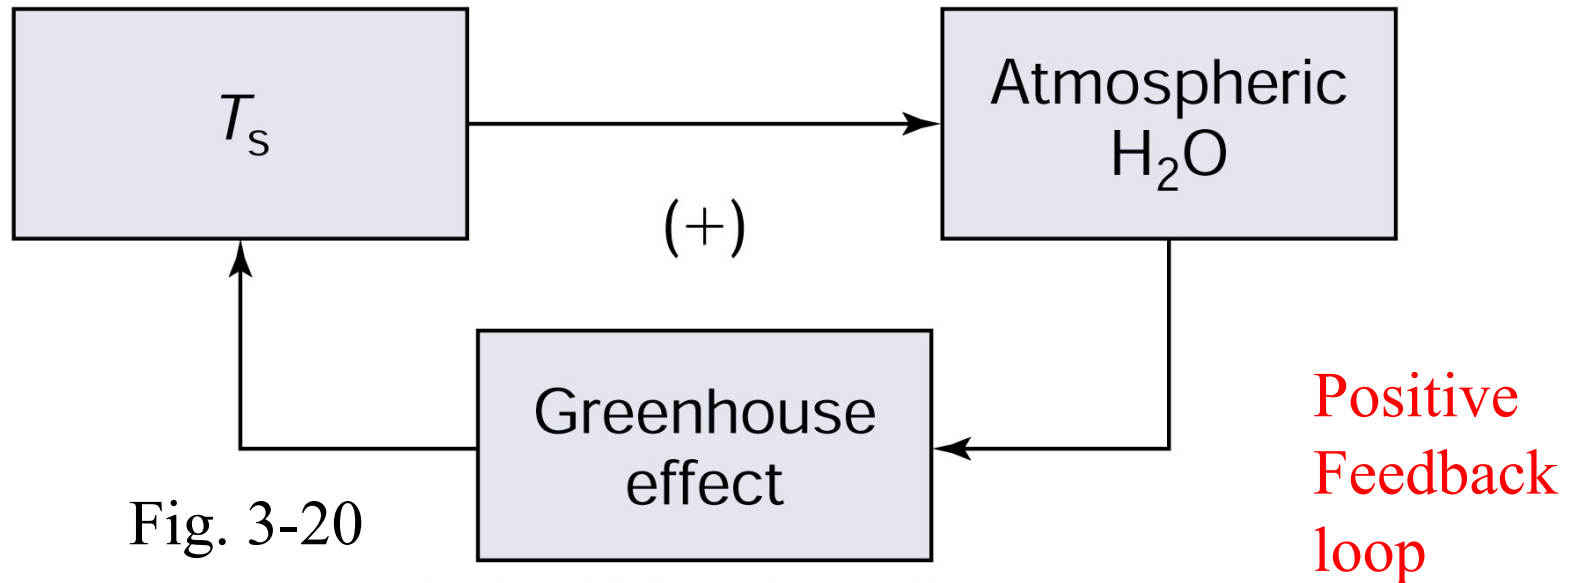 Tₛ
Atmospheric
H₂O
(+)
Greenhouse
effect
Positive
Feedback
loop
Fig. 3-20